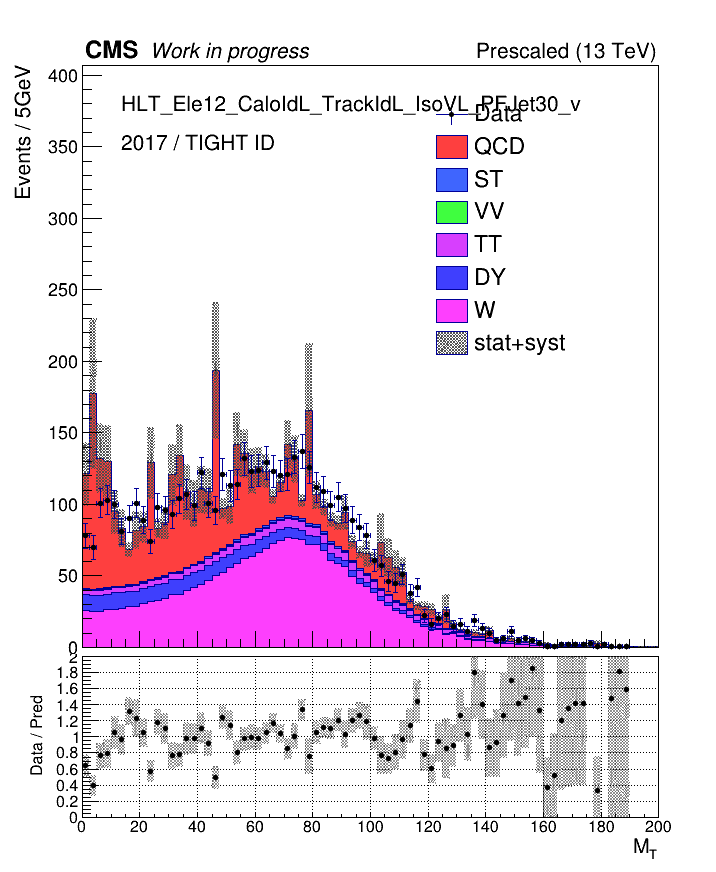 CMS Work in progress Prescaled (13 TeV)
Events / 5GeV
400
350
300
250
200
150
100
50
0
HLT_Ele12_CaloIdL_TrackIdL_IsoVL_PFJet30_v
2017 / TIGHT ID
Data
QCD
ST
VV
TT
DY
W
stat+syst
Data / Pred
2
1.8
1.6
1.4
1.2
1
0.8
0.6
0.4
0.2
0
0 20 40 60 80 100 120 140 160 180 200
M_T